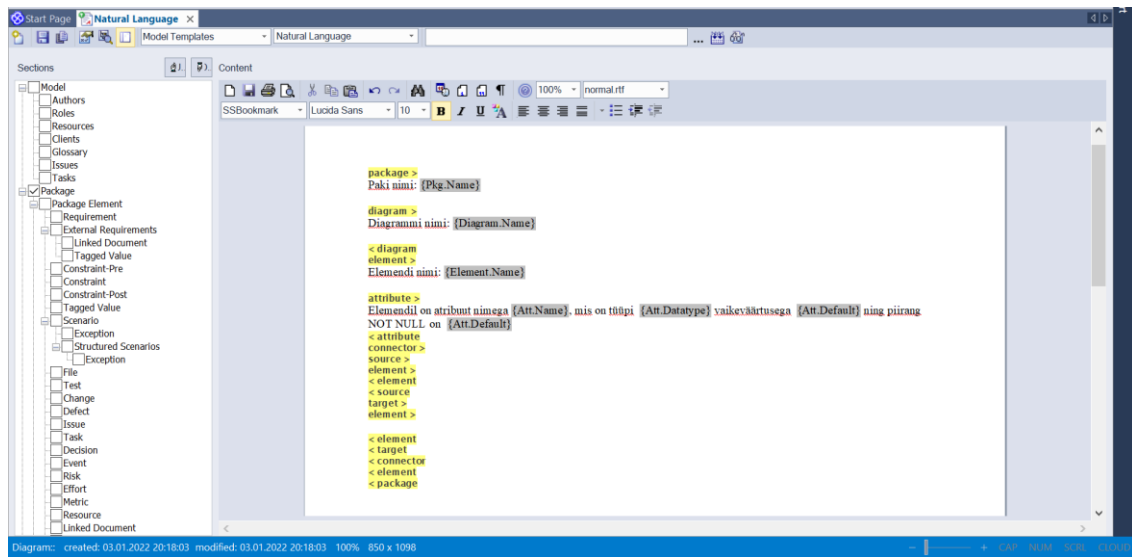 Start Page Natural Language ×
Model Templates Natural Language ...
Sections Content
100% normal.rtf
SSBookmark Lucida Sans 10 B I U
Model
Authors
Roles
Resources
Clients
Glossary
Issues
Tasks
Package
Package Element
Requirement
External Requirements
Linked Document
Tagged Value
Constraint-Pre
Constraint
Constraint-Post
Tagged Value
Scenario
Exception
Structured Scenarios
Exception
File
Test
Change
Defect
Issue
Task
Decision
Event
Risk
Effort
Metric
Resource
Linked Document
package >
Paki nimi: {Pkg.Name}
diagram >
Diagrammi nimi: {Diagram.Name}
< diagram
element >
Elemendi nimi: {Element.Name}
attribute >
Elemendil on atribuut nimega {Att.Name}, mis on tüüpi {Att.Datatype} vaikeväärtusega {Att.Default} ning piirang
NOT NULL on {Att.Default}
< attribute
connector >
source >
element >
< element
< source
target >
element >
< element
< target
< connector
< element
< package
Diagram:: created: 03.01.2022 20:18:03 modified: 03.01.2022 20:18:03 100% 850 x 1098 CAP NUM SCRL CLOUD